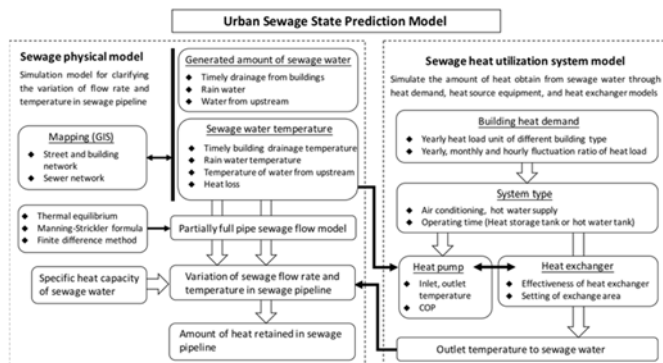 Urban Sewage State Prediction Model
Sewage physical model
Simulation model for clarifying
the variation of flow rate and
temperature in sewage pipeline
Generated amount of sewage water
◆ Timely drainage from buildings
◆ Rain water
◆ Water from upstream
Mapping (GIS)
◆ Street and building
network
◆ Sewer network
Sewage water temperature
◆ Timely building drainage temperature
◆ Rain water temperature
◆ Temperature of water from upstream
◆ Heat loss
◆ Thermal equilibrium
◆ Manning-Strickler formula
◆ Finite difference method
Partially full pipe sewage flow model
Specific heat capacity
of sewage water
Variation of sewage flow rate and
temperature in sewage pipeline
Amount of heat retained in sewage
pipeline
Sewage heat utilization system model
Simulate the amount of heat obtain from sewage water through
heat demand, heat source equipment, and heat exchanger models
Building heat demand
◆ Yearly heat load unit of different building type
◆ Yearly, monthly and hourly fluctuation ratio of heat load
System type
◆ Air conditioning, hot water supply
◆ Operating time (Heat storage tank or hot water tank)
Heat pump
◆ Inlet, outlet
temperature
◆ COP
Heat exchanger
◆ Effectiveness of heat exchanger
◆ Setting of exchange area
Outlet temperature to sewage water